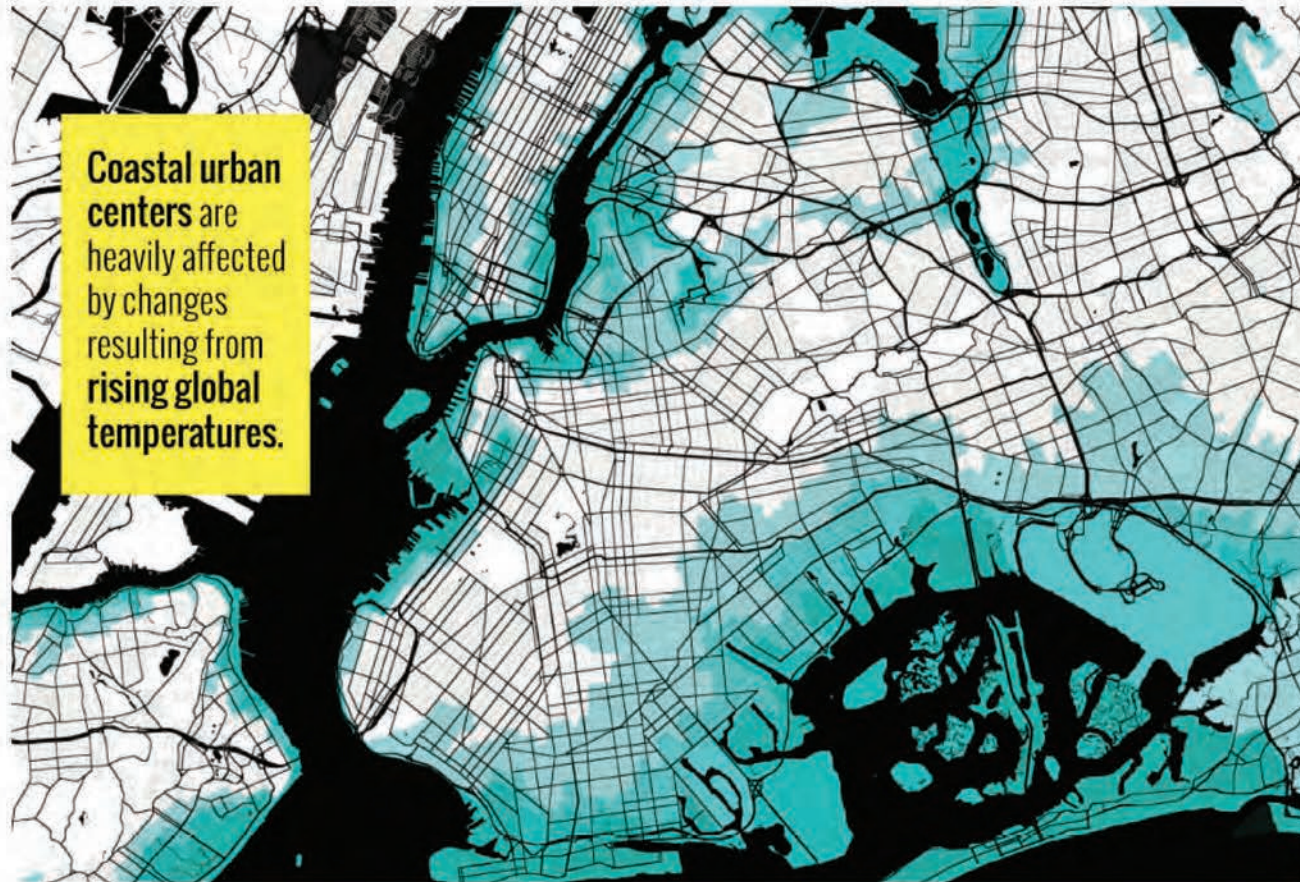 Coastal urban
centers are
heavily affected
by changes
resulting from
rising global
temperatures.